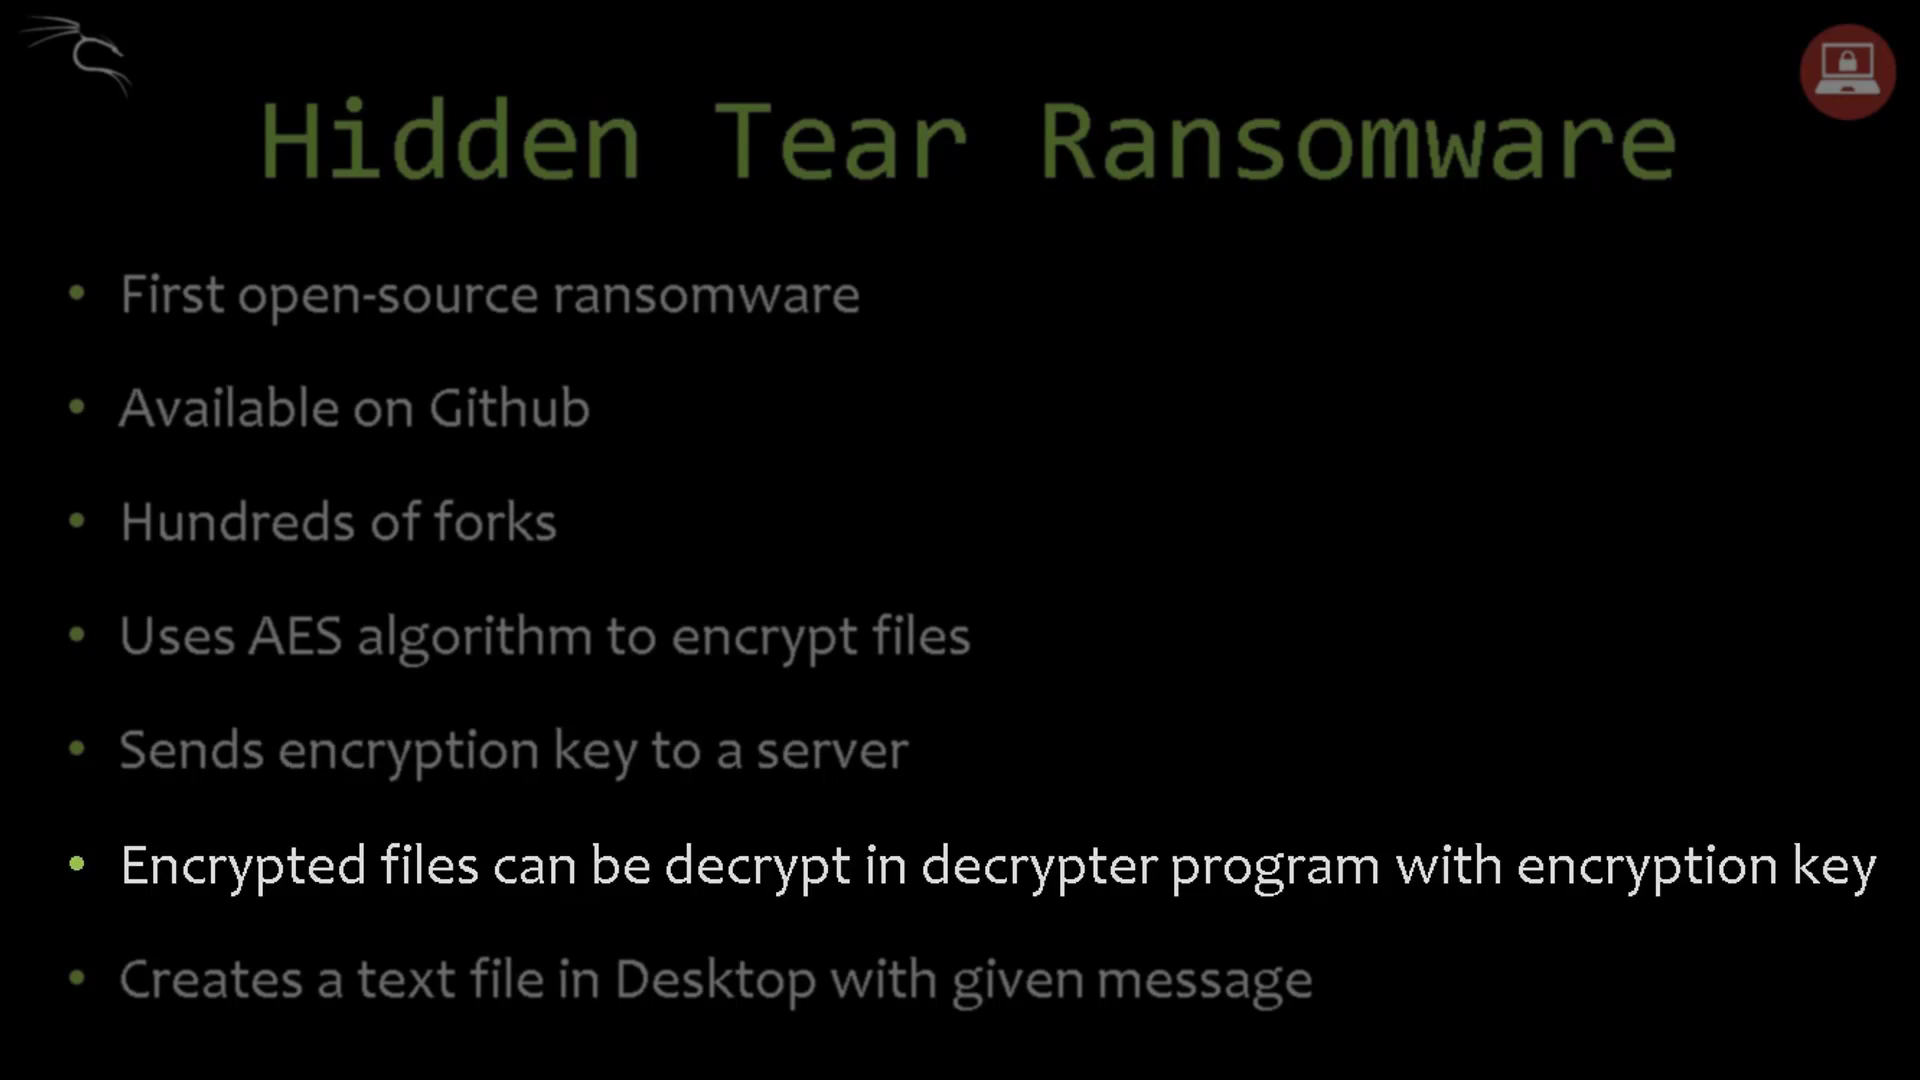 Hidden Tear Ransomware
• First open-source ransomware
• Available on Github
• Hundreds of forks
• Uses AES algorithm to encrypt files
• Sends encryption key to a server
• Encrypted files can be decrypt in decrypter program with encryption key
• Creates a text file in Desktop with given message